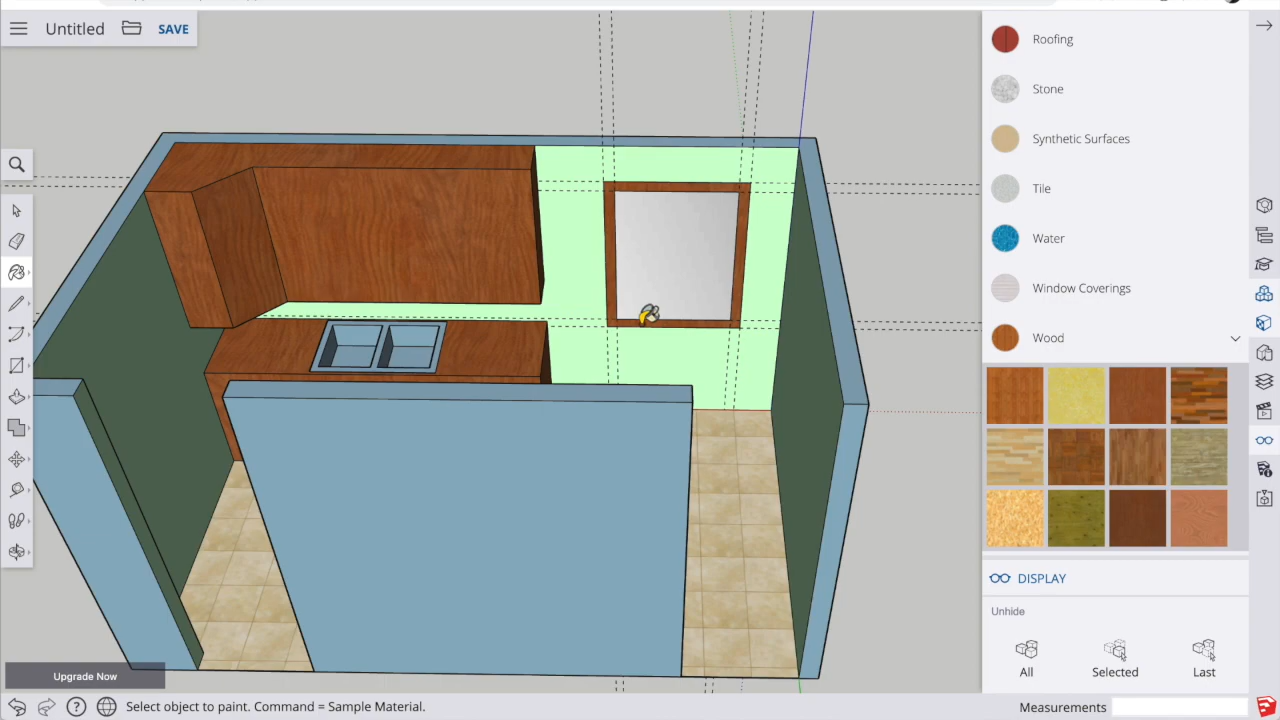 Untitled
SAVE
Roofing
Stone
Synthetic Surfaces
Tile
Water
Window Coverings
Wood
DISPLAY
Unhide
All
Selected
Last
Upgrade Now
Select object to paint. Command = Sample Material.
Measurements